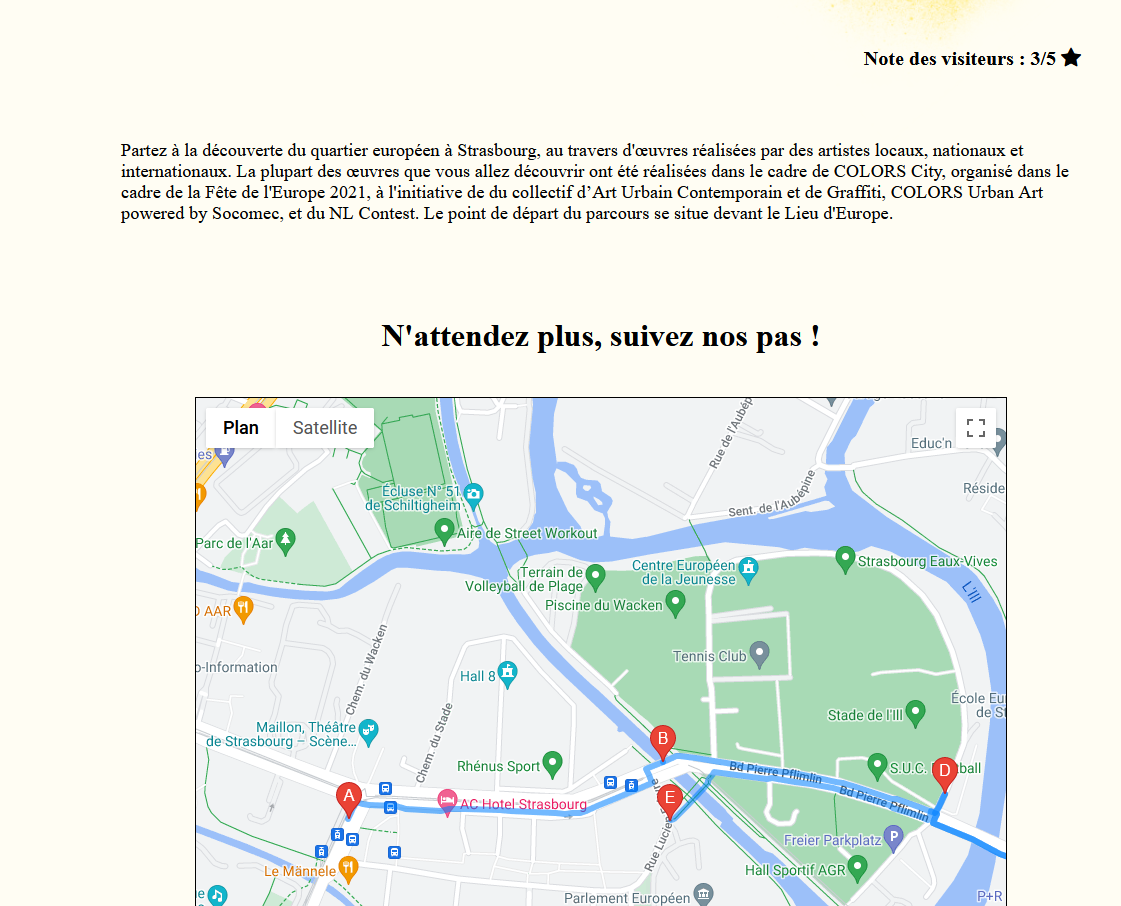 Note des visiteurs : 3/5
Partez à la découverte du quartier européen à Strasbourg, au travers d'œuvres réalisées par des artistes locaux, nationaux et
internationaux. La plupart des œuvres que vous allez découvrir ont été réalisées dans le cadre de COLORS City, organisé dans le
cadre de la Fête de l'Europe 2021, à l'initiative de du collectif d’Art Urbain Contemporain et de Graffiti, COLORS Urban Art
powered by Socomec, et du NL Contest. Le point de départ du parcours se situe devant le Lieu d'Europe.
N'attendez plus, suivez nos pas !
Plan
Satellite
Rue de l'Aubép
Educ'n
es
Écluse N° 51
de Schiltigheim
Réside
Sent. de l'Aubépine
Aire de Street Workout
Parc de l'Aar
Terrain de
Volleyball de Plage
Centre Européen
de la Jeunesse
Strasbourg Eaux-Vives
L'Ill
AAR
Piscine du Wacken
Tennis Club
o-Information
Chem. du Wacken
Hall 8
École Eu
de St
Chem. du Stade
Stade de l'Ill
Maillon, Théâtre
de Strasbourg – Scène...
B
Rhénus Sport
Bd Pierre Pflimlin
S.U.C.
ball
D
A
E
AC Hotel Strasbourg
Bd Pierre Pflimlin
Rue Lucien
Freier Parkplatz
P
Le Männele
Hall Sportif AGR
Parlement Européen
P+R